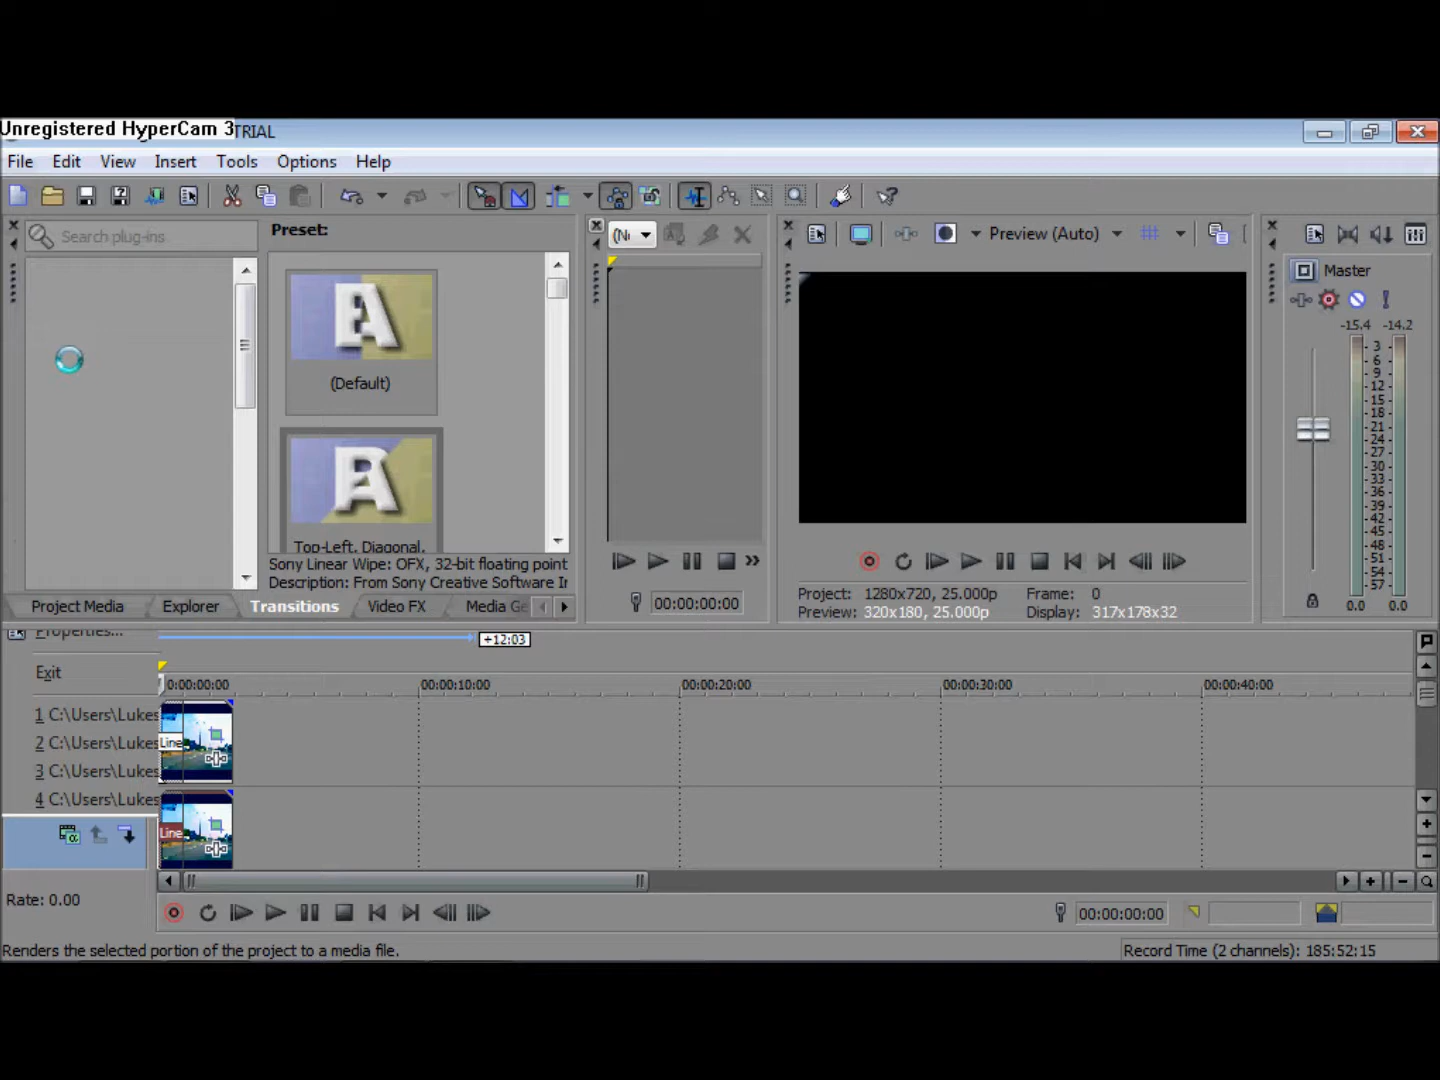 Unregistered HyperCam 3
TRIAL
File Edit View Insert Tools Options Help
Search plug-ins
Preset:
Preview (Auto)
(Default)
Top-Left, Diagonal,
Sony Linear Wipe: OFX, 32-bit floating point
Description: From Sony Creative Software In
Project Media Explorer Transitions Video FX Media Ge
00:00:00:00
Project: 1280x720, 25.000p
Preview: 320x180, 25.000p
Frame: 0
Display: 317x178x32
Master
-15.4 -14.2
3
6
9
12
15
18
21
24
27
30
33
36
39
42
45
48
51
54
57
0.0 0.0
Properties...
+12:03
Exit
0:00:00:00 00:00:10:00 00:00:20:00 00:00:30:00 00:00:40:00
1 C:\Users\Lukes
2 C:\Users\Lukes
3 C:\Users\Lukes
4 C:\Users\Lukes
Line
Line
Rate: 0.00
00:00:00:00
Renders the selected portion of the project to a media file.
Record Time (2 channels): 185:52:15